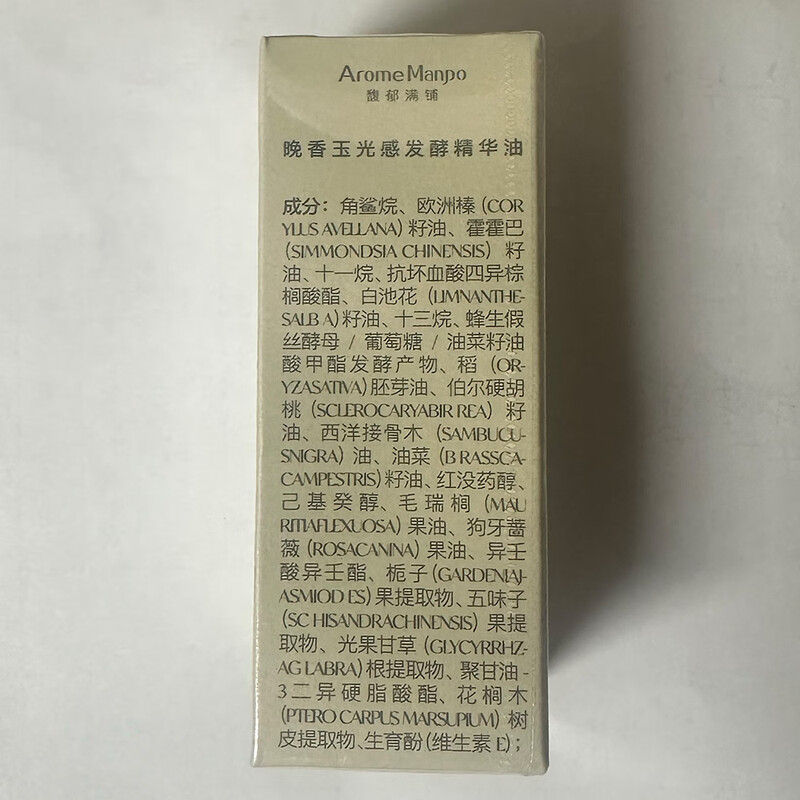 AromeManpo
馥郁满铺
晚香玉光感发酵精华油
成分：角鲨烷、欧洲榛(COR
YLUS AVELLANA)籽油、霍霍巴
(SIMMONDSIA CHINENSIS) 籽
油、十一烷、抗坏血酸四异棕
榈酸酯、白池花 (LIMNANTHE-
SALB A)籽油、十三烷、蜂生假
丝酵母 / 葡萄糖 / 油菜籽油
酸甲酯发酵产物、稻 (OR-
YZASATIVA)胚芽油、伯尔硬胡
桃 (SCLEROCARYABIR REA) 籽
油、西洋接骨木 (SAMBUCU-
SNIGRA) 油、油菜 (B RASSCA-
CAMPESTRIS)籽油、红没药醇、
己基癸醇、毛瑞榈 (MAU
RITIAFLEXUOSA) 果油、狗牙蔷
薇 (ROSACANINA) 果油、异壬
酸异壬酯、栀子(GARDENIAJ-
ASMIOD ES)果提取物、五味子
(SC HISANDRACHINENSIS) 果提
取物、光果甘草 (GLYCYRRHZ-
AG LABRA)根提取物、聚甘油-
3二异硬脂酸酯、花榈木
(PTERO CARPUS MARSUPIUM) 树
皮提取物、生育酚(维生素 E)；